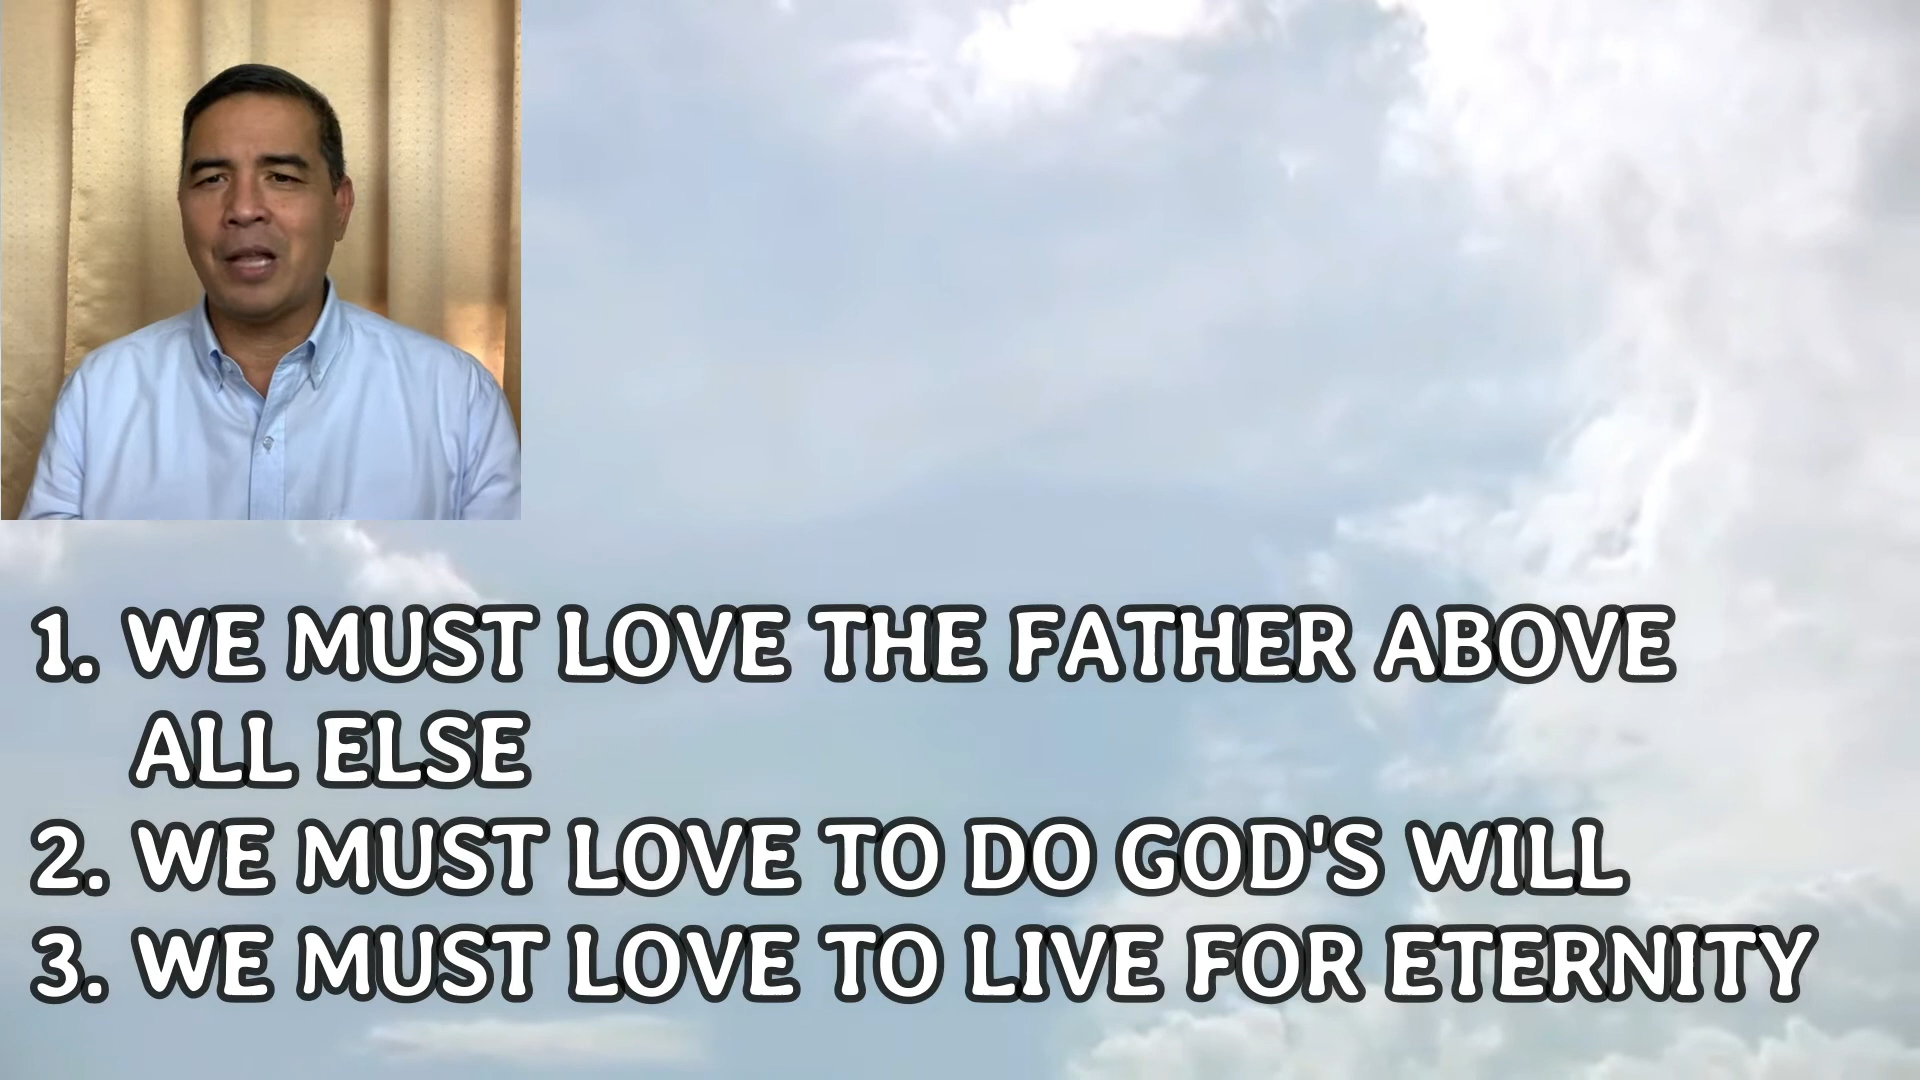 1. WE MUST LOVE THE FATHER ABOVE
ALL ELSE
2. WE MUST LOVE TO DO GOD'S WILL
3. WE MUST LOVE TO LIVE FOR ETERNITY